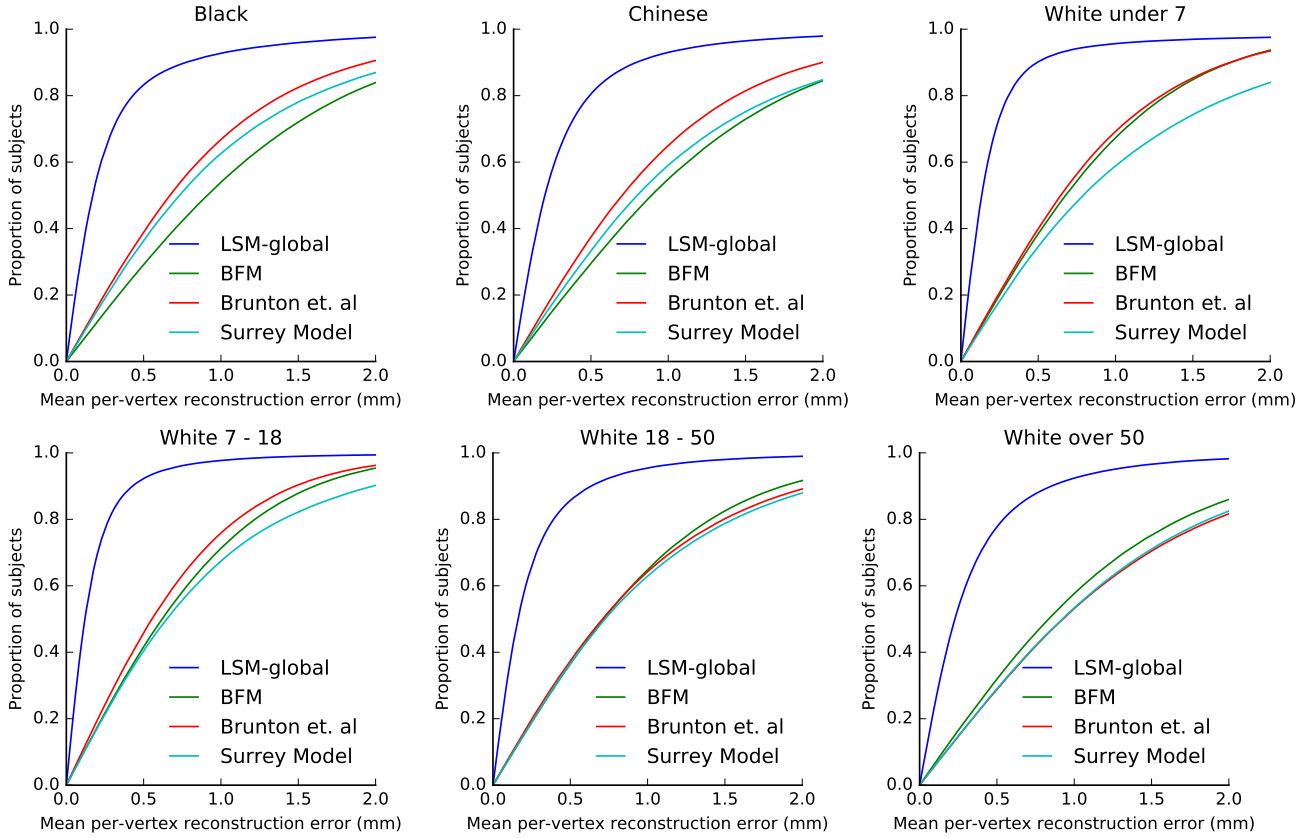 Black
Proportion of subjects
1.0
0.8
0.6
0.4
0.2
0.0
LSM-global
BFM
Brunton et. al
Surrey Model
0.0 0.5 1.0 1.5 2.0
Mean per-vertex reconstruction error (mm)
Chinese
Proportion of subjects
1.0
0.8
0.6
0.4
0.2
0.0
LSM-global
BFM
Brunton et. al
Surrey Model
0.0 0.5 1.0 1.5 2.0
Mean per-vertex reconstruction error (mm)
White under 7
Proportion of subjects
1.0
0.8
0.6
0.4
0.2
0.0
LSM-global
BFM
Brunton et. al
Surrey Model
0.0 0.5 1.0 1.5 2.0
Mean per-vertex reconstruction error (mm)
White 7 - 18
Proportion of subjects
1.0
0.8
0.6
0.4
0.2
0.0
LSM-global
BFM
Brunton et. al
Surrey Model
0.0 0.5 1.0 1.5 2.0
Mean per-vertex reconstruction error (mm)
White 18 - 50
Proportion of subjects
1.0
0.8
0.6
0.4
0.2
0.0
LSM-global
BFM
Brunton et. al
Surrey Model
0.0 0.5 1.0 1.5 2.0
Mean per-vertex reconstruction error (mm)
White over 50
Proportion of subjects
1.0
0.8
0.6
0.4
0.2
0.0
LSM-global
BFM
Brunton et. al
Surrey Model
0.0 0.5 1.0 1.5 2.0
Mean per-vertex reconstruction error (mm)